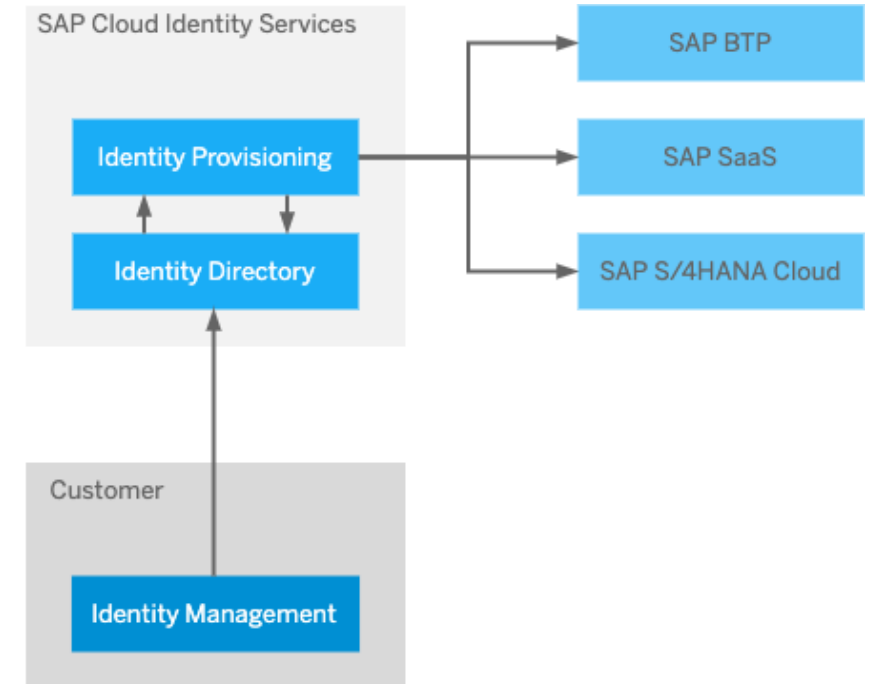 SAP Cloud Identity Services
SAP BTP
Identity Provisioning
SAP SaaS
Identity Directory
SAP S/4HANA Cloud
Customer
Identity Management